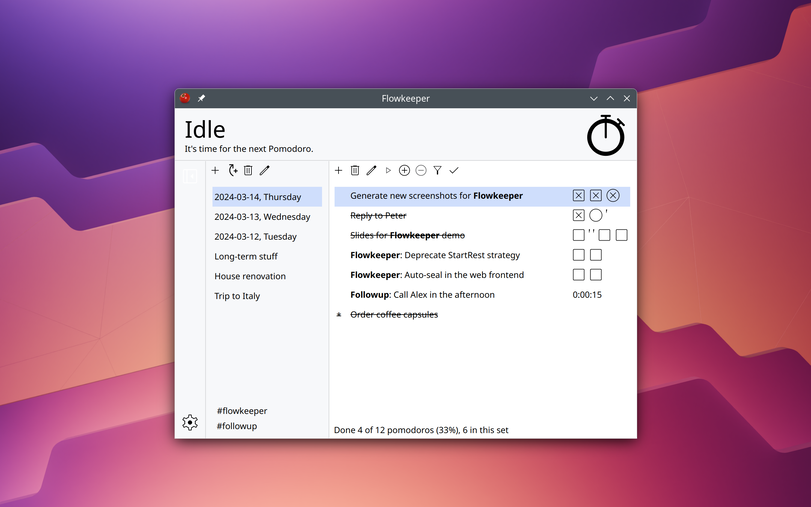 Flowkeeper
Idle
It's time for the next Pomodoro.
2024-03-14, Thursday
2024-03-13, Wednesday
2024-03-12, Tuesday
Long-term stuff
House renovation
Trip to Italy
#flowkeeper
#followup
Generate new screenshots for Flowkeeper
Reply to Peter
Slides for Flowkeeper demo
Flowkeeper: Deprecate StartRest strategy
Flowkeeper: Auto-seal in the web frontend
Followup: Call Alex in the afternoon 0:00:15
Order coffee capsules
Done 4 of 12 pomodoros (33%), 6 in this set